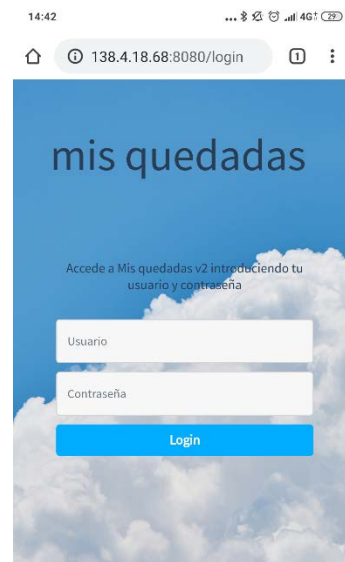 14:42
4G+ 29
138.4.18.68:8080/login 1
mis quedadas
Accede a Mis quedadas v2 introduciendo tu
usuario y contraseña
Usuario
Contraseña
Login